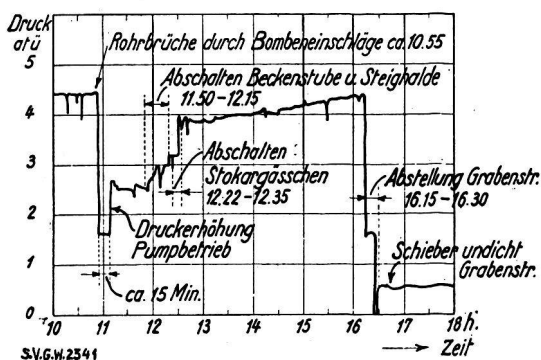 Druck
atü
Rohrbrüche durch Bombeneinschläge ca. 10.55
5
Abschalten Beckenstube u. Steighalde
11.50-12.15
4
3
Abschalten
Stokargässchen
12.22-12.35
Abstellung Grabenstr.
16.15-16.30
2
Druckerhöhung
Pumpbetrieb
Schieber undicht
Grabenstr.
1
ca. 15 Min.
0
10 11 12 13 14 15 16 17 18 h.
Zeit
S.V.G.W. 2341